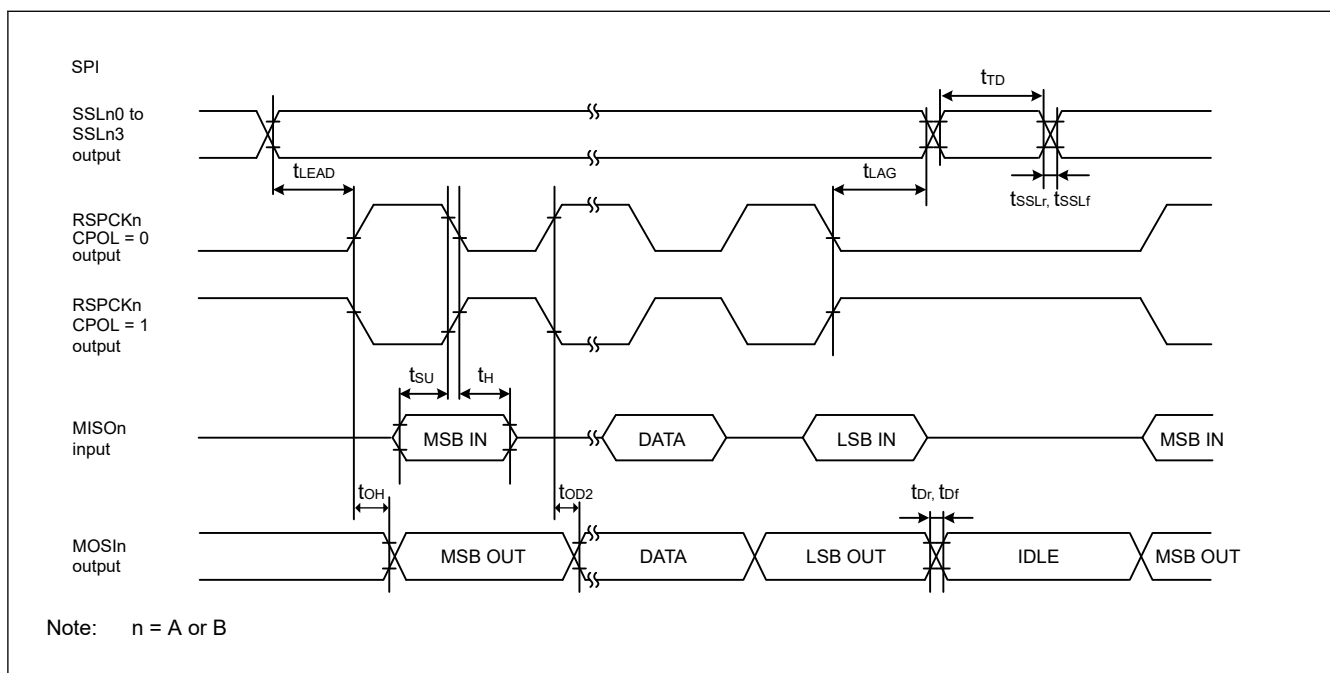 SPI
SSLn0 to
SSLn3
output
tTD
tLEAD
tLAG
tSSLr, tSSLf
RSPCKn
CPOL = 0
output
RSPCKn
CPOL = 1
output
tSU
tH
MISOn
input
MSB IN
DATA
LSB IN
MSB IN
tOH
tOD2
tDr, tDf
MOSIn
output
MSB OUT
DATA
LSB OUT
IDLE
MSB OUT
Note: n = A or B